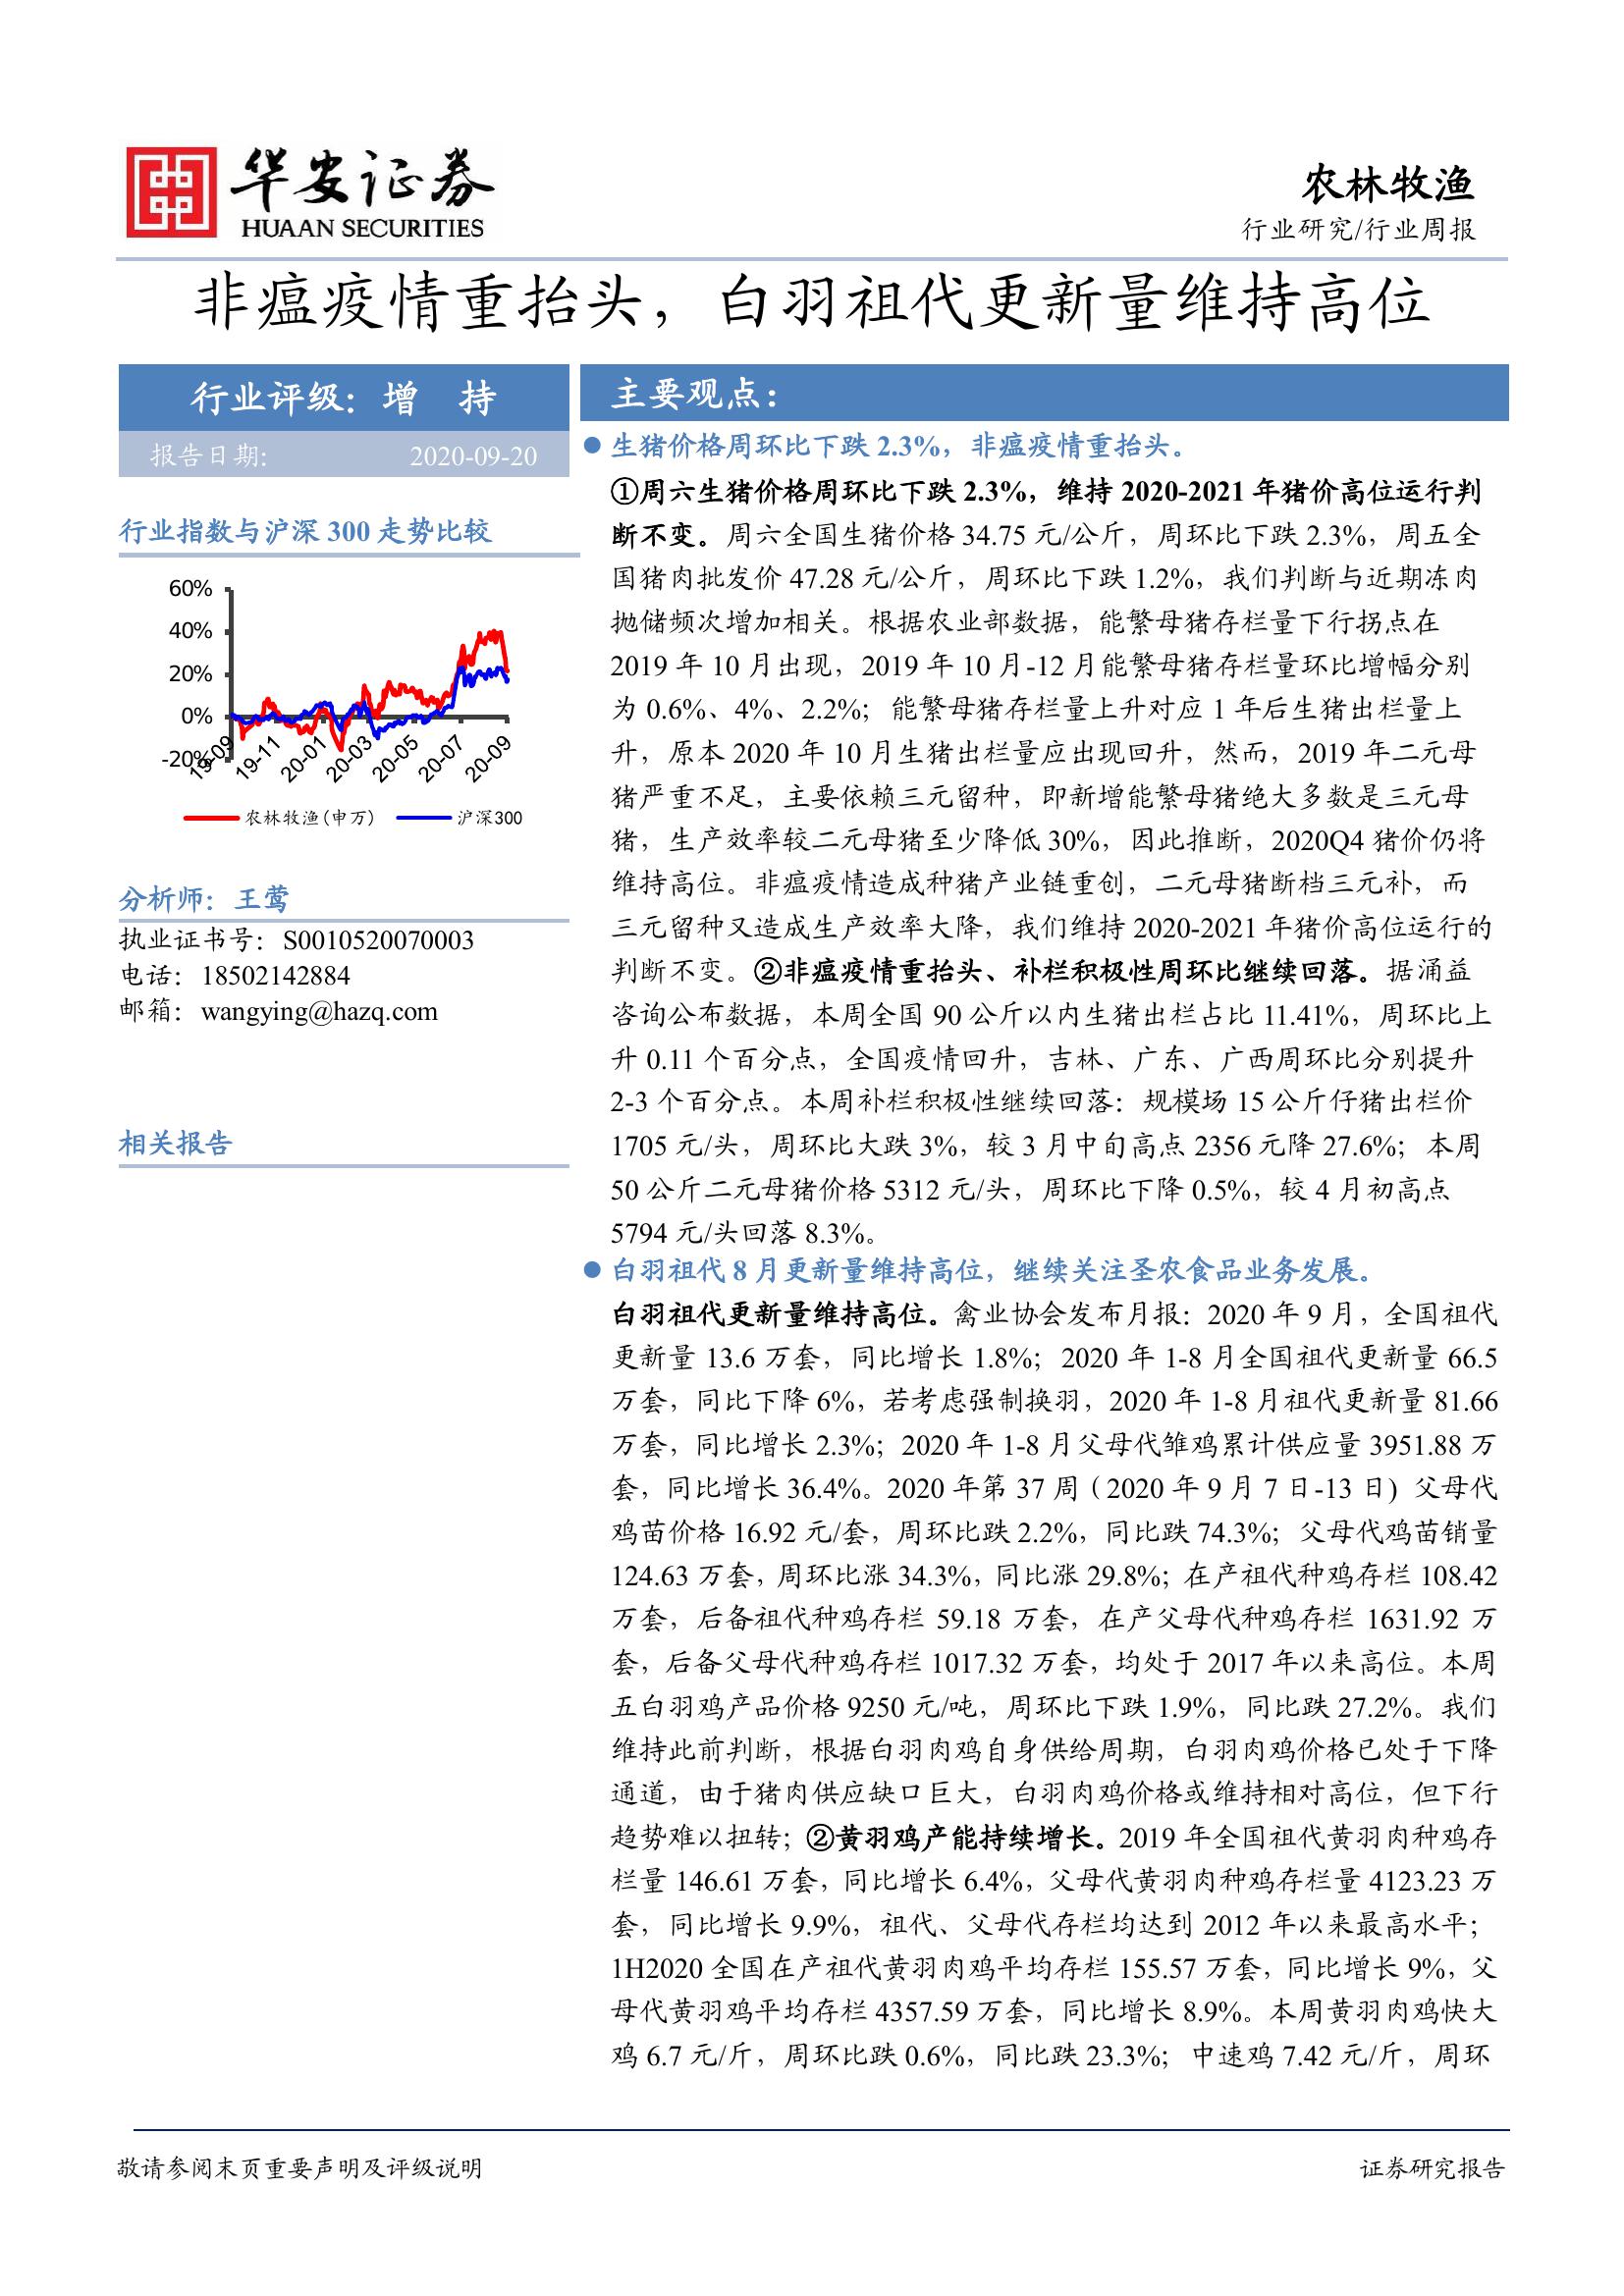 华安证券
HUAAN SECURITIES
农林牧渔
行业研究/行业周报
非瘟疫情重抬头，白羽祖代更新量维持高位
行业评级：增 持
报告日期: 2020-09-20
行业指数与沪深 300 走势比较
60%
40%
20%
0%
-20%
19-09 19-11 20-01 20-03 20-05 20-07 20-09
农林牧渔(申万) 沪深300
分析师：王莺
执业证书号：S0010520070003
电话：18502142884
邮箱：wangying@hazq.com
相关报告
主要观点：
生猪价格周环比下跌 2.3%，非瘟疫情重抬头。
①周六生猪价格周环比下跌 2.3%，维持 2020-2021 年猪价高位运行判
断不变。周六全国生猪价格 34.75 元/公斤，周环比下跌 2.3%，周五全
国猪肉批发价 47.28 元/公斤，周环比下跌 1.2%，我们判断与近期冻肉
抛储频次增加相关。根据农业部数据，能繁母猪存栏量下行拐点在
2019 年 10 月出现，2019 年 10 月-12 月能繁母猪存栏量环比增幅分别
为 0.6%、4%、2.2%；能繁母猪存栏量上升对应 1 年后生猪出栏量上
升，原本 2020 年 10 月生猪出栏量应出现回升，然而，2019 年二元母
猪严重不足，主要依赖三元留种，即新增能繁母猪绝大多数是三元母
猪，生产效率较二元母猪至少降低 30%，因此推断，2020Q4 猪价仍将
维持高位。非瘟疫情造成种猪产业链重创，二元母猪断档三元补，而
三元留种又造成生产效率大降，我们维持 2020-2021 年猪价高位运行的
判断不变。②非瘟疫情重抬头、补栏积极性周环比继续回落。据涌益
咨询公布数据，本周全国 90 公斤以内生猪出栏占比 11.41%，周环比上
升 0.11 个百分点，全国疫情回升，吉林、广东、广西周环比分别提升
2-3 个百分点。本周补栏积极性继续回落：规模场 15 公斤仔猪出栏价
1705 元/头，周环比大跌 3%，较 3 月中旬高点 2356 元降 27.6%；本周
50 公斤二元母猪价格 5312 元/头，周环比下降 0.5%，较 4 月初高点
5794 元/头回落 8.3%。
白羽祖代 8 月更新量维持高位，继续关注圣农食品业务发展。
白羽祖代更新量维持高位。禽业协会发布月报：2020 年 9 月，全国祖代
更新量 13.6 万套，同比增长 1.8%；2020 年 1-8 月全国祖代更新量 66.5
万套，同比下降 6%，若考虑强制换羽，2020 年 1-8 月祖代更新量 81.66
万套，同比增长 2.3%；2020 年 1-8 月父母代雏鸡累计供应量 3951.88 万
套，同比增长 36.4%。2020 年第 37 周（2020 年 9 月 7 日-13 日）父母代
鸡苗价格 16.92 元/套，周环比跌 2.2%，同比跌 74.3%；父母代鸡苗销量
124.63 万套，周环比涨 34.3%，同比涨 29.8%；在产祖代种鸡存栏 108.42
万套，后备祖代种鸡存栏 59.18 万套，在产父母代种鸡存栏 1631.92 万
套，后备父母代种鸡存栏 1017.32 万套，均处于 2017 年以来高位。本周
五白羽鸡产品价格 9250 元/吨，周环比下跌 1.9%，同比跌 27.2%。我们
维持此前判断，根据白羽肉鸡自身供给周期，白羽肉鸡价格已处于下降
通道，由于猪肉供应缺口巨大，白羽肉鸡价格或维持相对高位，但下行
趋势难以扭转；②黄羽鸡产能持续增长。2019 年全国祖代黄羽肉种鸡存
栏量 146.61 万套，同比增长 6.4%，父母代黄羽肉种鸡存栏量 4123.23 万
套，同比增长 9.9%，祖代、父母代存栏均达到 2012 年以来最高水平；
1H2020 全国在产祖代黄羽肉鸡平均存栏 155.57 万套，同比增长 9%，父
母代黄羽鸡平均存栏 4357.59 万套，同比增长 8.9%。本周黄羽肉鸡快大
鸡 6.7 元/斤，周环比跌 0.6%，同比跌 23.3%；中速鸡 7.42 元/斤，周环
敬请参阅末页重要声明及评级说明 证券研究报告